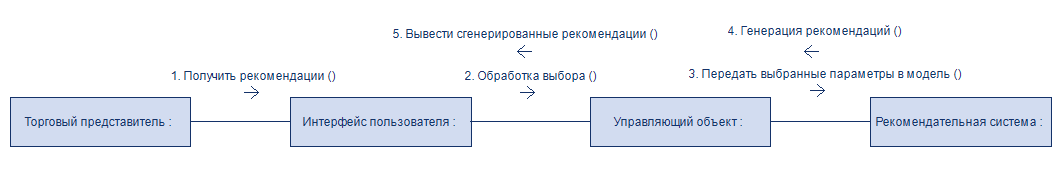 4. Генерация рекомендаций ()
5. Вывести сгенерированные рекомендации ()
1. Получить рекомендации ()
2. Обработка выбора ()
3. Передать выбранные параметры в модель ()
Торговый представитель :
Интерфейс пользователя :
Управляющий объект :
Рекомендательная система :